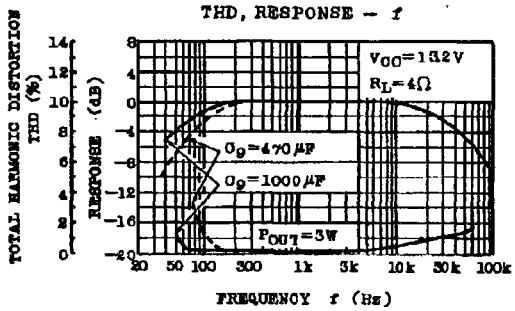 THD, RESPONSE – f
TOTAL HARMONIC DISTORTION
THD (%)
14
12
10
8
6
4
2
0
RESPONSE (dB)
8
4
0
-4
-8
-12
-16
-20
VCC=13.2V
RL=4Ω
C9=470μF
C9=1000μF
POUT=3W
20
50
100
300
1k
3k
10k
30k
100k
FREQUENCY f (Hz)